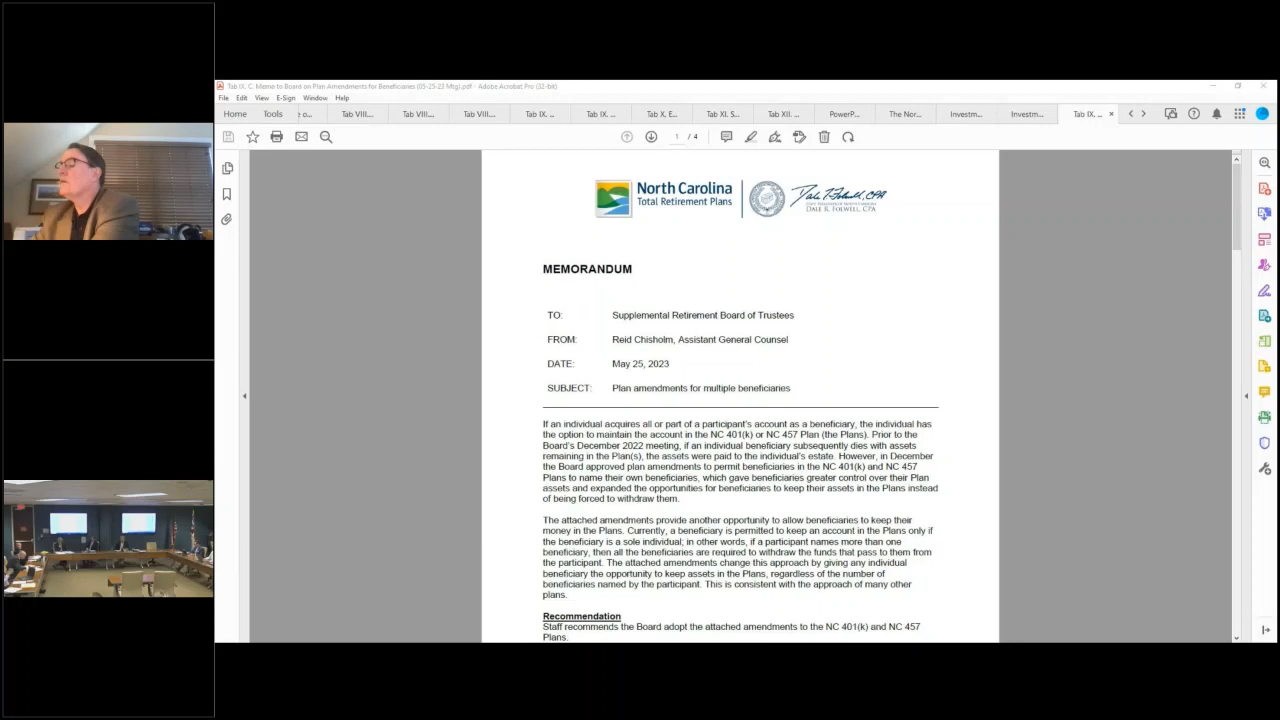 Tab IX. C. Memo to Board on Plan Amendments for Beneficiaries (05-25-23 Mtg).pdf - Adobe Acrobat Pro (32-bit)
File Edit View E-Sign Window Help
Home Tools e o... Tab VIII.... Tab VIII.... Tab VIII.... Tab IX. ... Tab IX. ... Tab X. E... Tab XI. S... Tab XII. ... PowerP... The Nor... Investm... Investm... Tab IX. ... ×
1 / 4
North Carolina
Total Retirement Plans
Dale R. Folwell, CPA
STATE TREASURER OF NORTH CAROLINA
DALE R. FOLWELL, CPA
MEMORANDUM
TO: Supplemental Retirement Board of Trustees
FROM: Reid Chisholm, Assistant General Counsel
DATE: May 25, 2023
SUBJECT: Plan amendments for multiple beneficiaries
If an individual acquires all or part of a participant's account as a beneficiary, the individual has
the option to maintain the account in the NC 401(k) or NC 457 Plan (the Plans). Prior to the
Board's December 2022 meeting, if an individual beneficiary subsequently dies with assets
remaining in the Plan(s), the assets were paid to the individual's estate. However, in December
the Board approved plan amendments to permit beneficiaries in the NC 401(k) and NC 457
Plans to name their own beneficiaries, which gave beneficiaries greater control over their Plan
assets and expanded the opportunities for beneficiaries to keep their assets in the Plans instead
of being forced to withdraw them.
The attached amendments provide another opportunity to allow beneficiaries to keep their
money in the Plans. Currently, a beneficiary is permitted to keep an account in the Plans only if
the beneficiary is a sole individual; in other words, if a participant names more than one
beneficiary, then all the beneficiaries are required to withdraw the funds that pass to them from
the participant. The attached amendments change this approach by giving any individual
beneficiary the opportunity to keep assets in the Plans, regardless of the number of
beneficiaries named by the participant. This is consistent with the approach of many other
plans.
Recommendation
Staff recommends the Board adopt the attached amendments to the NC 401(k) and NC 457
Plans.